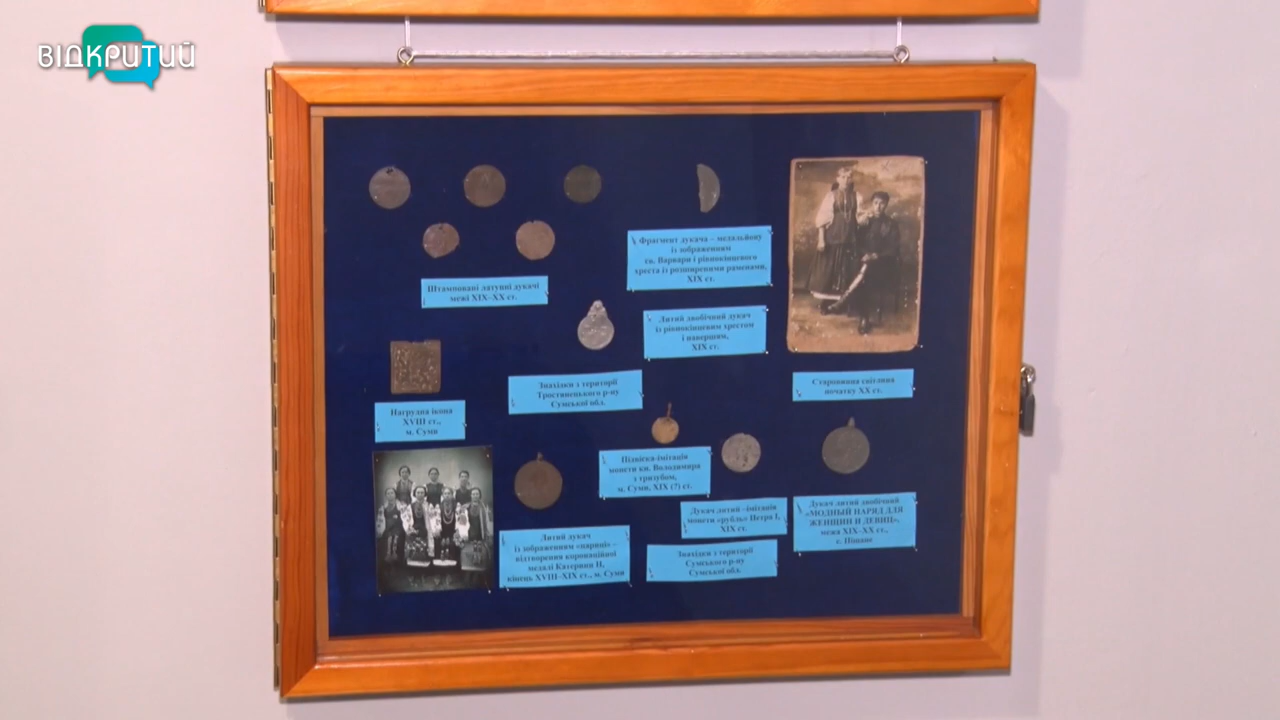 ВІДКРИТИЙ
Фрагмент дукача – медальйону
із зображенням
св. Варвари і рівнокінцевого
хреста із розширеними раменами,
XIX ст.
Штамповані латунні дукачі
межі XIX–XX ст.
Литий двобічний дукач
із рівнокінцевим хрестом
і навершям,
XIX ст.
Знахідки з території
Тростянецького р-ну
Сумської обл.
Старовинна світлина
початку XX ст.
Нагрудна ікона
XVIII ст.,
м. Суми
Підвіска-імітація
монети кн. Володимира
з тризубом,
м. Суми, XIX (?) ст.
Дукач литий –імітація
монети «рубль» Петра I,
XIX ст.
Дукач литий двобічний
«МОДНЫЙ НАРЯД ДЛЯ
ЖЕНЩИН И ДЕВИЦ»,
межа XIX–XX ст.,
с. Піщане
Литий дукач
із зображенням «цариці» –
відтворення коронаційної
медалі Катерини II,
кінець XVIII–XIX ст., м. Суми
Знахідки з території
Сумського р-ну
Сумської обл.